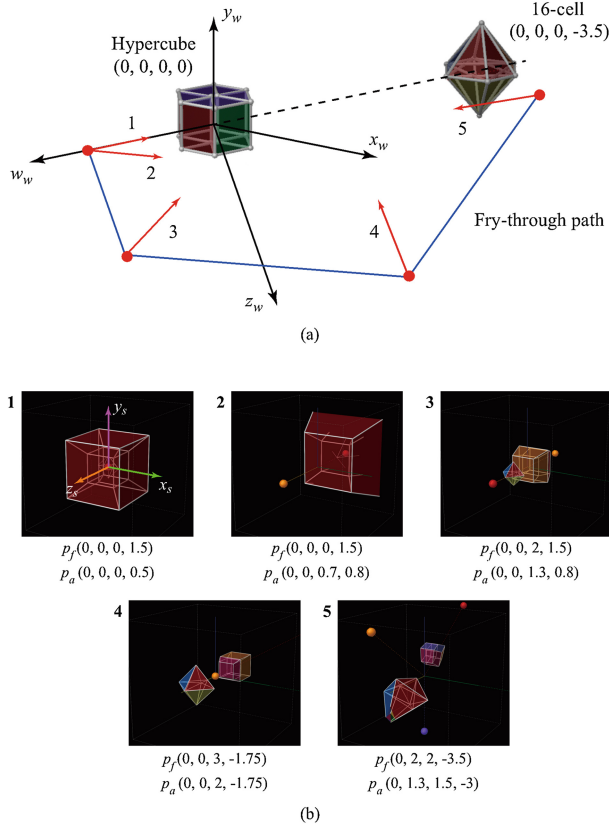 y_w
16-cell
(0, 0, 0, -3.5)
Hypercube
(0, 0, 0, 0)
1
5
x_w
w_w
2
3
4
Fry-through path
z_w
(a)
1
2
3
y_s
z_s
x_s
p_f(0, 0, 0, 1.5)
p_a(0, 0, 0, 0.5)
p_f(0, 0, 0, 1.5)
p_a(0, 0, 0.7, 0.8)
p_f(0, 0, 2, 1.5)
p_a(0, 0, 1.3, 0.8)
4
5
p_f(0, 0, 3, -1.75)
p_a(0, 0, 2, -1.75)
p_f(0, 2, 2, -3.5)
p_a(0, 1.3, 1.5, -3)
(b)